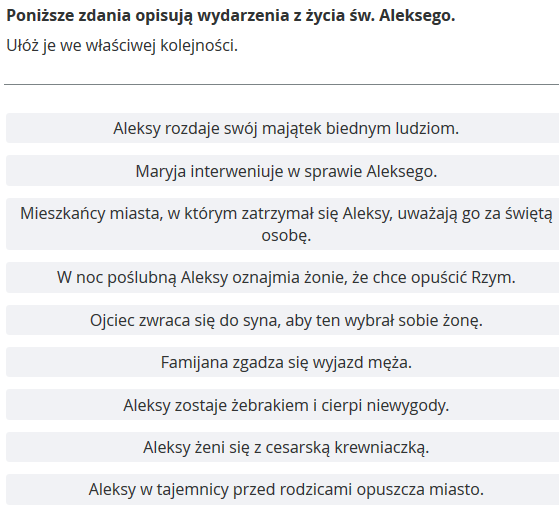 Poniższe zdania opisują wydarzenia z życia św. Aleksego.
Ułóż je we właściwej kolejności.
Aleksy rozdaje swój majątek biednym ludziom.
Maryja interweniuje w sprawie Aleksego.
Mieszkańcy miasta, w którym zatrzymał się Aleksy, uważają go za świętą
osobę.
W noc poślubną Aleksy oznajmia żonie, że chce opuścić Rzym.
Ojciec zwraca się do syna, aby ten wybrał sobie żonę.
Famijana zgadza się wyjazd męża.
Aleksy zostaje żebrakiem i cierpi niewygody.
Aleksy żeni się z cesarską krewniaczką.
Aleksy w tajemnicy przed rodzicami opuszcza miasto.